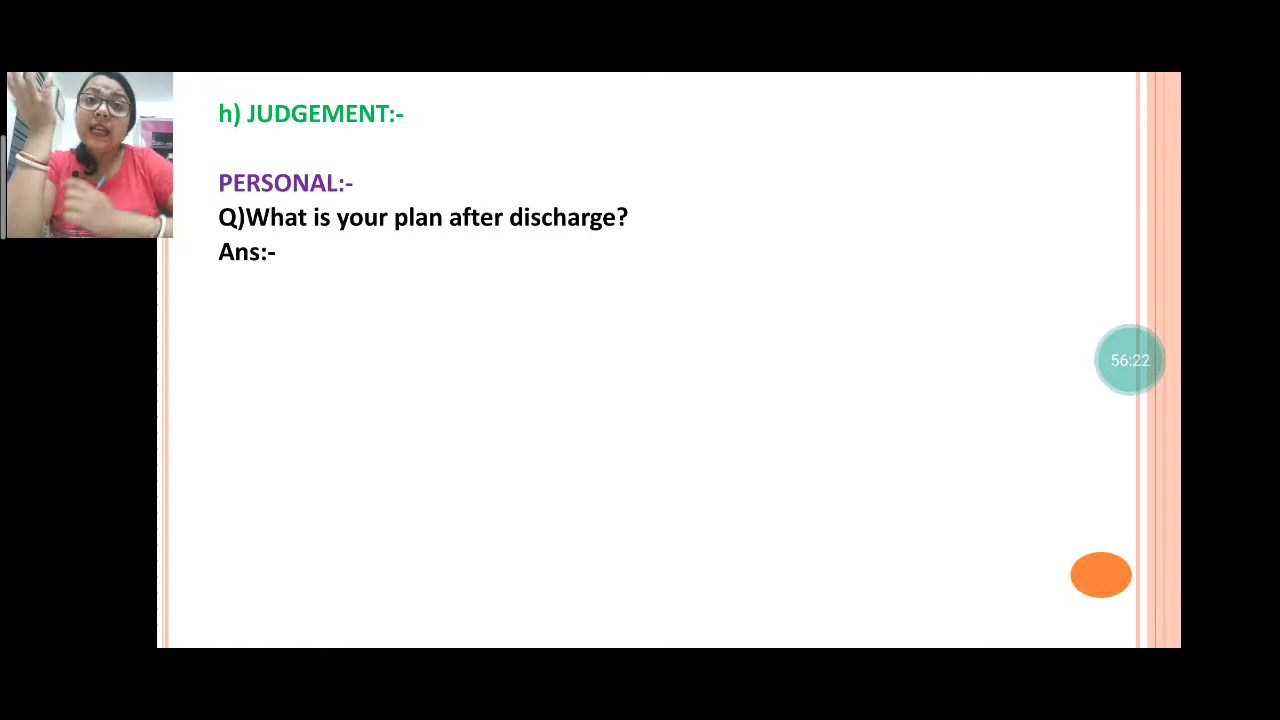 h) JUDGEMENT:-
PERSONAL:-
Q)What is your plan after discharge?
Ans:-
56:22